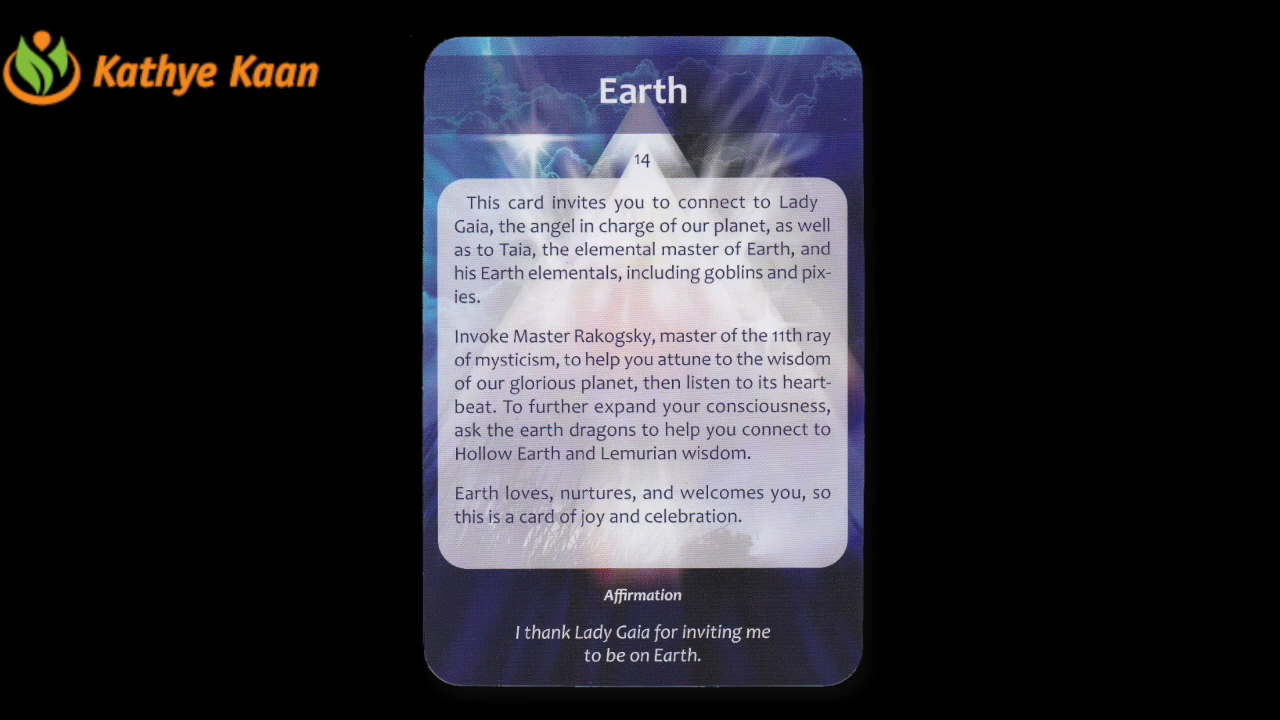 Kathye Kaan
Earth
14
This card invites you to connect to Lady
Gaia, the angel in charge of our planet, as well
as to Taia, the elemental master of Earth, and
his Earth elementals, including goblins and pix-
ies.
Invoke Master Rakogsky, master of the 11th ray
of mysticism, to help you attune to the wisdom
of our glorious planet, then listen to its heart-
beat. To further expand your consciousness,
ask the earth dragons to help you connect to
Hollow Earth and Lemurian wisdom.
Earth loves, nurtures, and welcomes you, so
this is a card of joy and celebration.
Affirmation
I thank Lady Gaia for inviting me
to be on Earth.